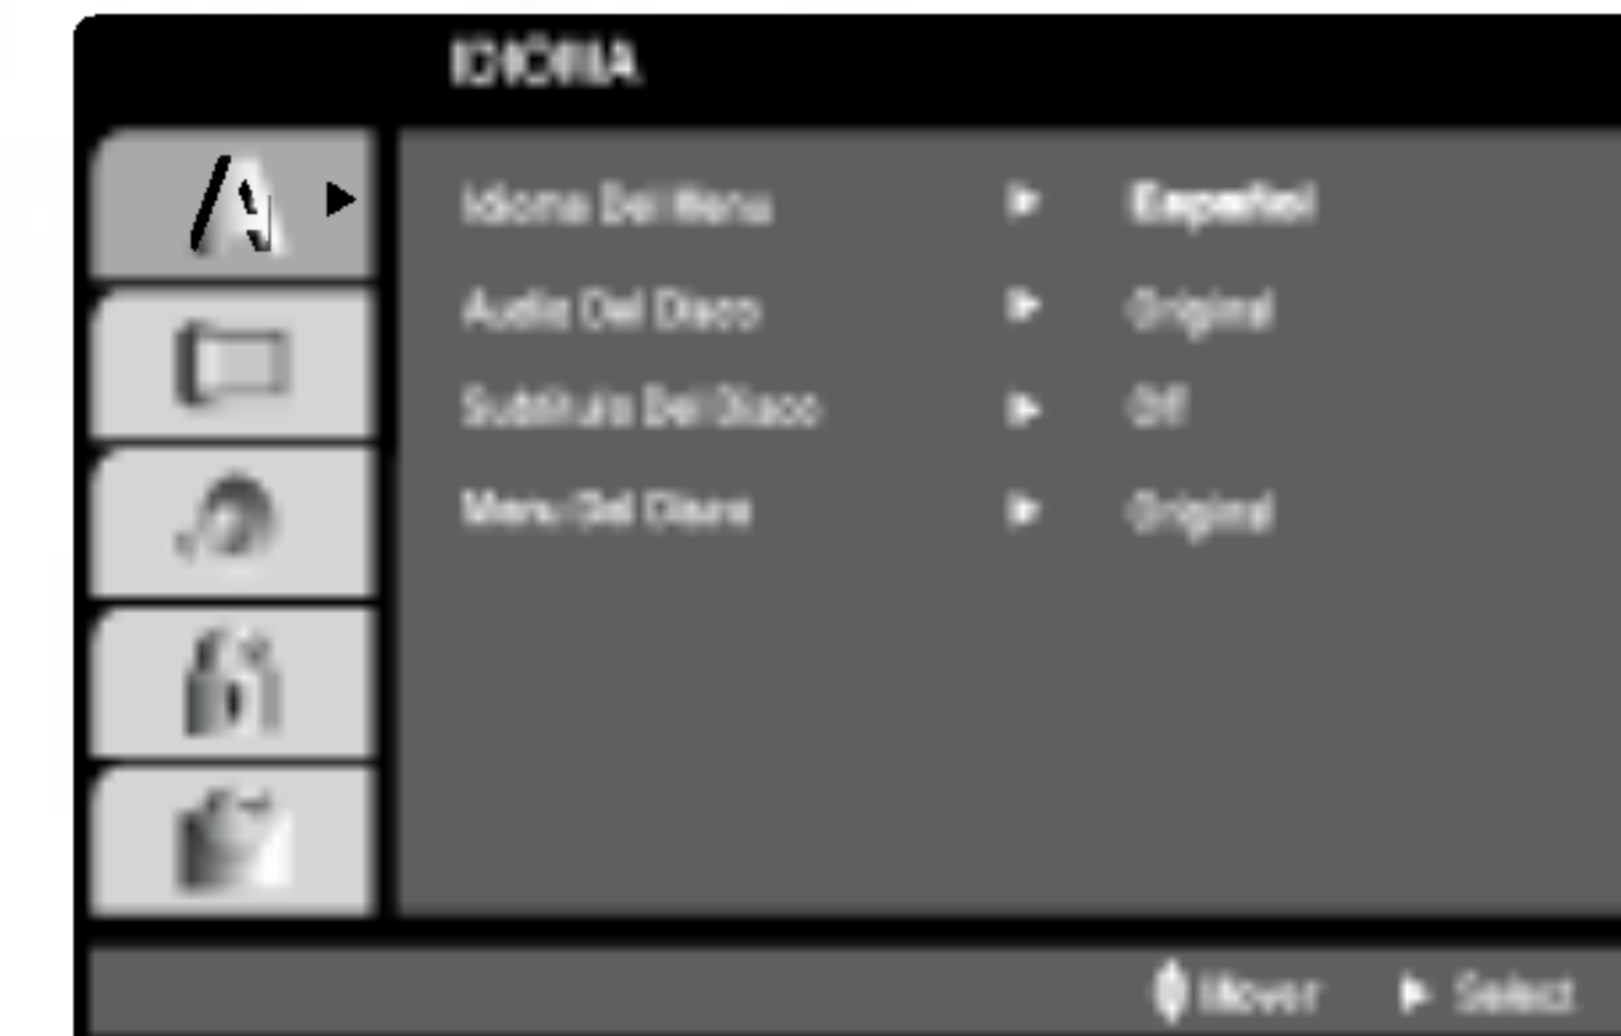 IDIOMA
Idioma Del Menu ► Español
Audio Del Disco ► Original
Subtitulo Del Disco ► Off
Menu Del Disco ► Original
Mover ► Select